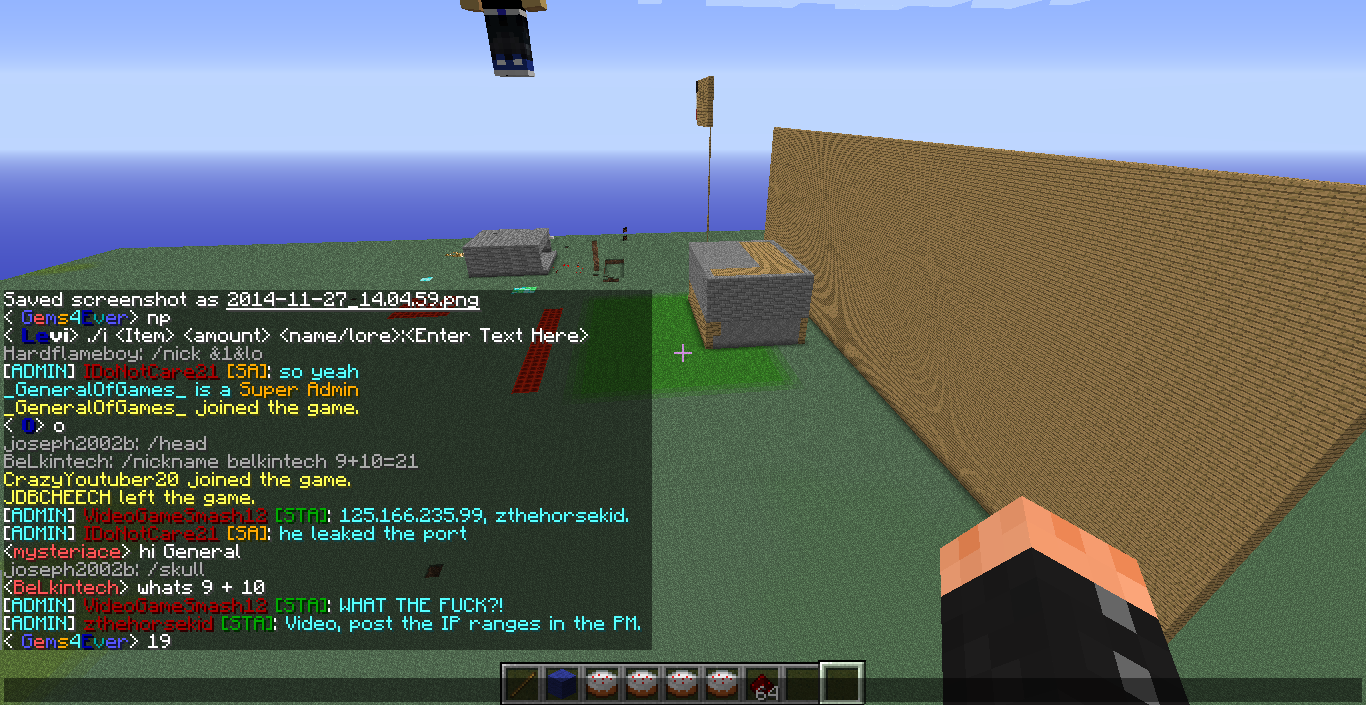 Saved screenshot as 2014-11-27_14.04.59.png
< Gems4Ever> np
< Levi> ./i <Item> <amount> <name/lore>:<Enter Text Here>
Hardflameboy: /nick &1&lo
[ADMIN] IDoNotCare21 [SA]: so yeah
_GeneralOfGames_ is a Super Admin
_GeneralOfGames_ joined the game.
< O> o
joseph2002b: /head
BeLkintech: /nickname belkintech 9+10=21
CrazyYoutuber20 joined the game.
JDBCHEECH left the game.
[ADMIN] VideoGameSmash12 [STA]: 125.166.235.99, zthehorsekid.
[ADMIN] IDoNotCare21 [SA]: he leaked the port
<mysteriace> hi General
joseph2002b: /skull
<BeLkintech> whats 9 + 10
[ADMIN] VideoGameSmash12 [STA]: WHAT THE FUCK?!
[ADMIN] zthehorsekid [STA]: Video, post the IP ranges in the PM.
< Gems4Ever> 19
64